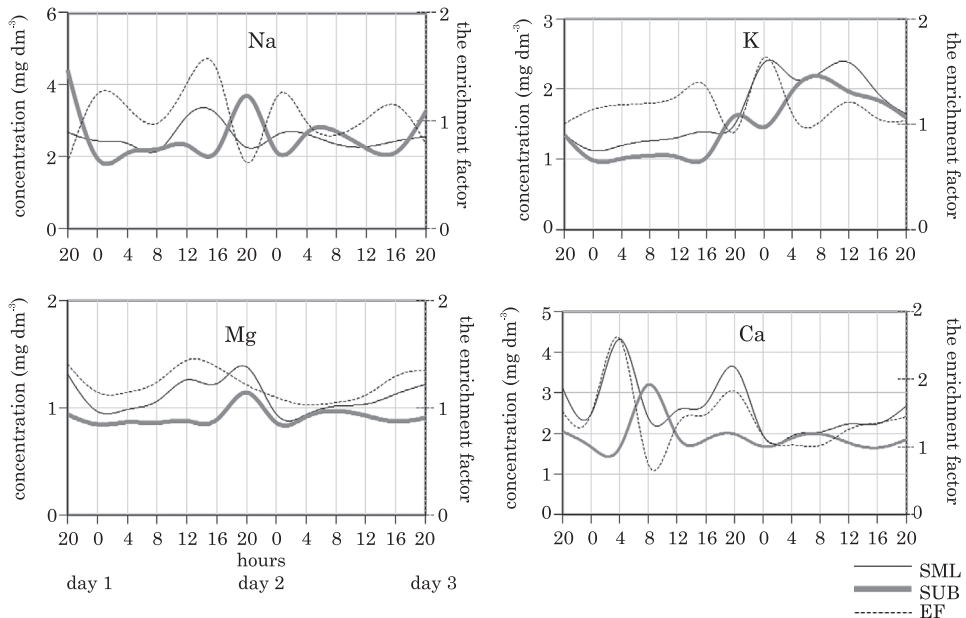 Na
concentration (mg dm⁻³)
6
4
2
0
2
1
0
the enrichment factor
20 0 4 8 12 16 20 0 4 8 12 16 20
K
concentration (mg dm⁻³)
3
2
1
0
2
1
0
the enrichment factor
20 0 4 8 12 16 20 0 4 8 12 16 20
Mg
concentration (mg dm⁻³)
2
1
0
2
1
0
the enrichment factor
20 0 4 8 12 16 20 0 4 8 12 16 20
hours
day 1 day 2 day 3
Ca
concentration (mg dm⁻³)
5
4
3
2
1
0
2
2
1
0
the enrichment factor
20 0 4 8 12 16 20 0 4 8 12 16 20
SML
SUB
EF